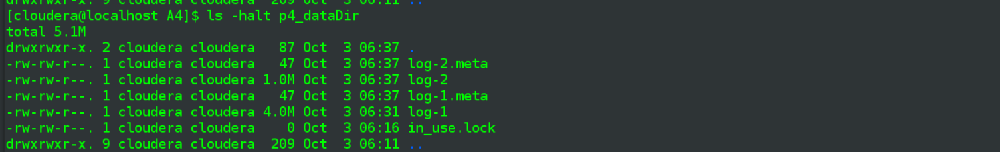 drwxrwxr-x. 9 cloudera cloudera  209 Oct  3 06:11 ..
[cloudera@localhost A4]$ ls -halt p4_dataDir
total 5.1M
drwxrwxr-x. 2 cloudera cloudera   87 Oct  3 06:37 .
-rw-rw-r--. 1 cloudera cloudera   47 Oct  3 06:37 log-2.meta
-rw-rw-r--. 1 cloudera cloudera 1.0M Oct  3 06:37 log-2
-rw-rw-r--. 1 cloudera cloudera   47 Oct  3 06:37 log-1.meta
-rw-rw-r--. 1 cloudera cloudera 4.0M Oct  3 06:31 log-1
-rw-rw-r--. 1 cloudera cloudera    0 Oct  3 06:16 in_use.lock
drwxrwxr-x. 9 cloudera cloudera  209 Oct  3 06:11 ..